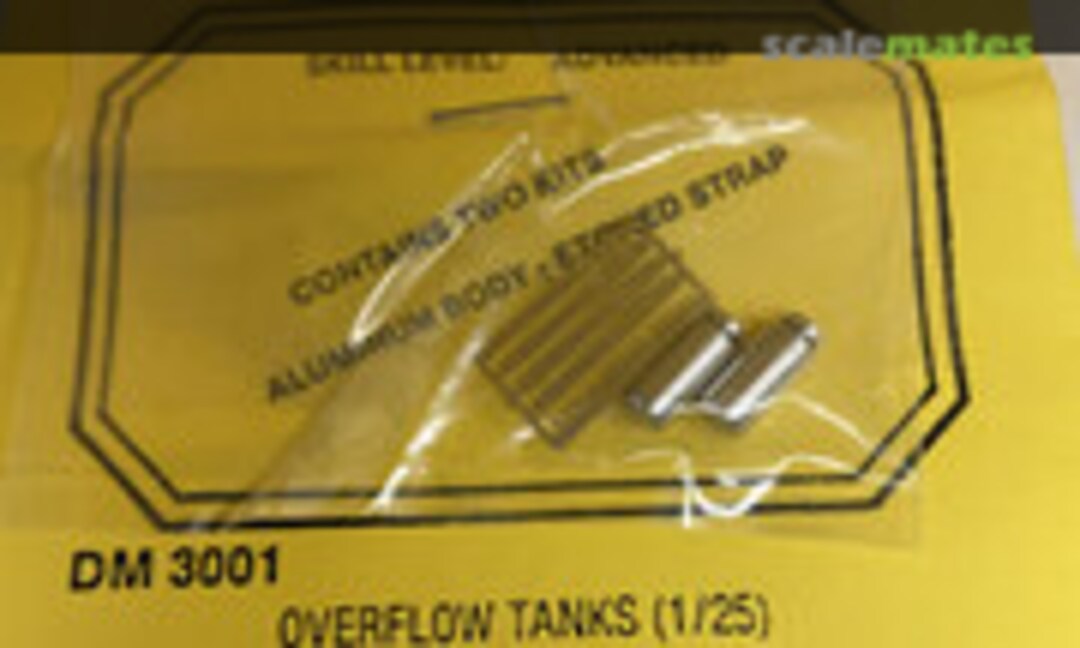 scalemates
SKILL LEVEL: ADVANCED
CONTAINS TWO KITS
ALUMINUM BODY : ETCHED STRAP
DM 3001
OVERFLOW TANKS (1/25)